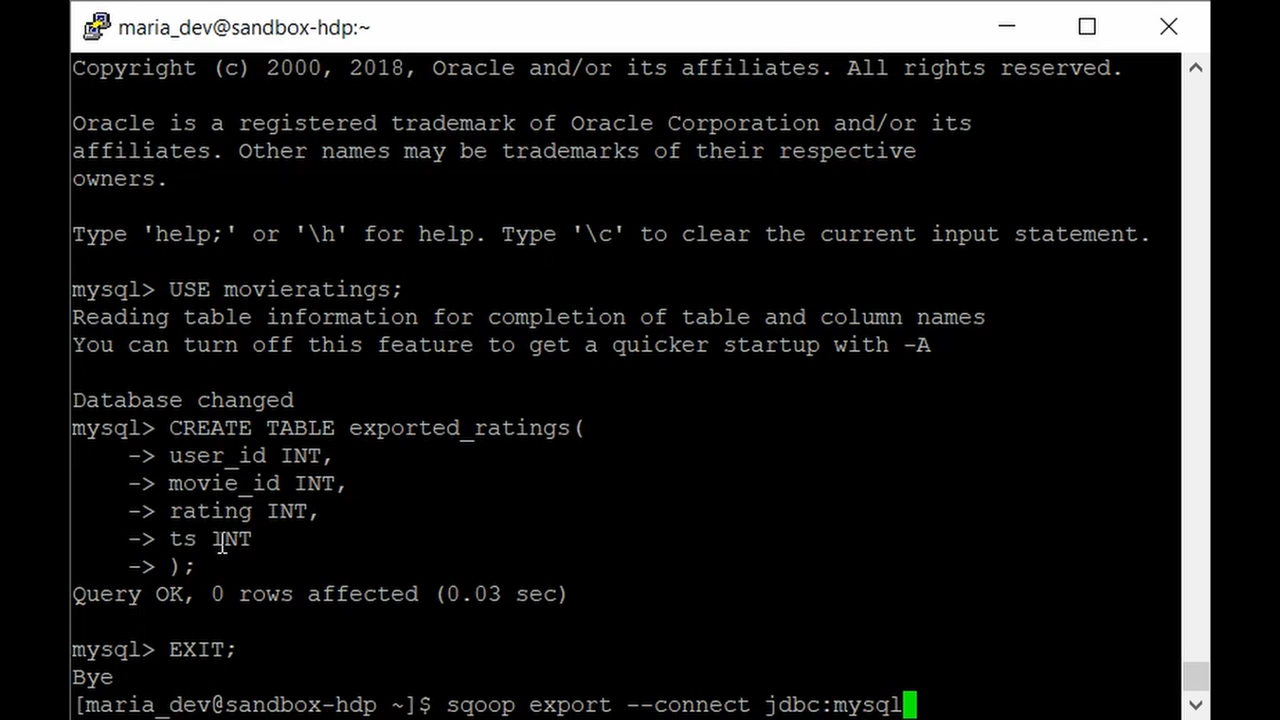 maria_dev@sandbox-hdp:~
Copyright (c) 2000, 2018, Oracle and/or its affiliates. All rights reserved.
Oracle is a registered trademark of Oracle Corporation and/or its
affiliates. Other names may be trademarks of their respective
owners.
Type 'help;' or '\h' for help. Type '\c' to clear the current input statement.
mysql> USE movieratings;
Reading table information for completion of table and column names
You can turn off this feature to get a quicker startup with -A
Database changed
mysql> CREATE TABLE exported_ratings(
-> user_id INT,
-> movie_id INT,
-> rating INT,
-> ts INT
-> );
Query OK, 0 rows affected (0.03 sec)
mysql> EXIT;
Bye
[maria_dev@sandbox-hdp ~]$ sqoop export --connect jdbc:mysql